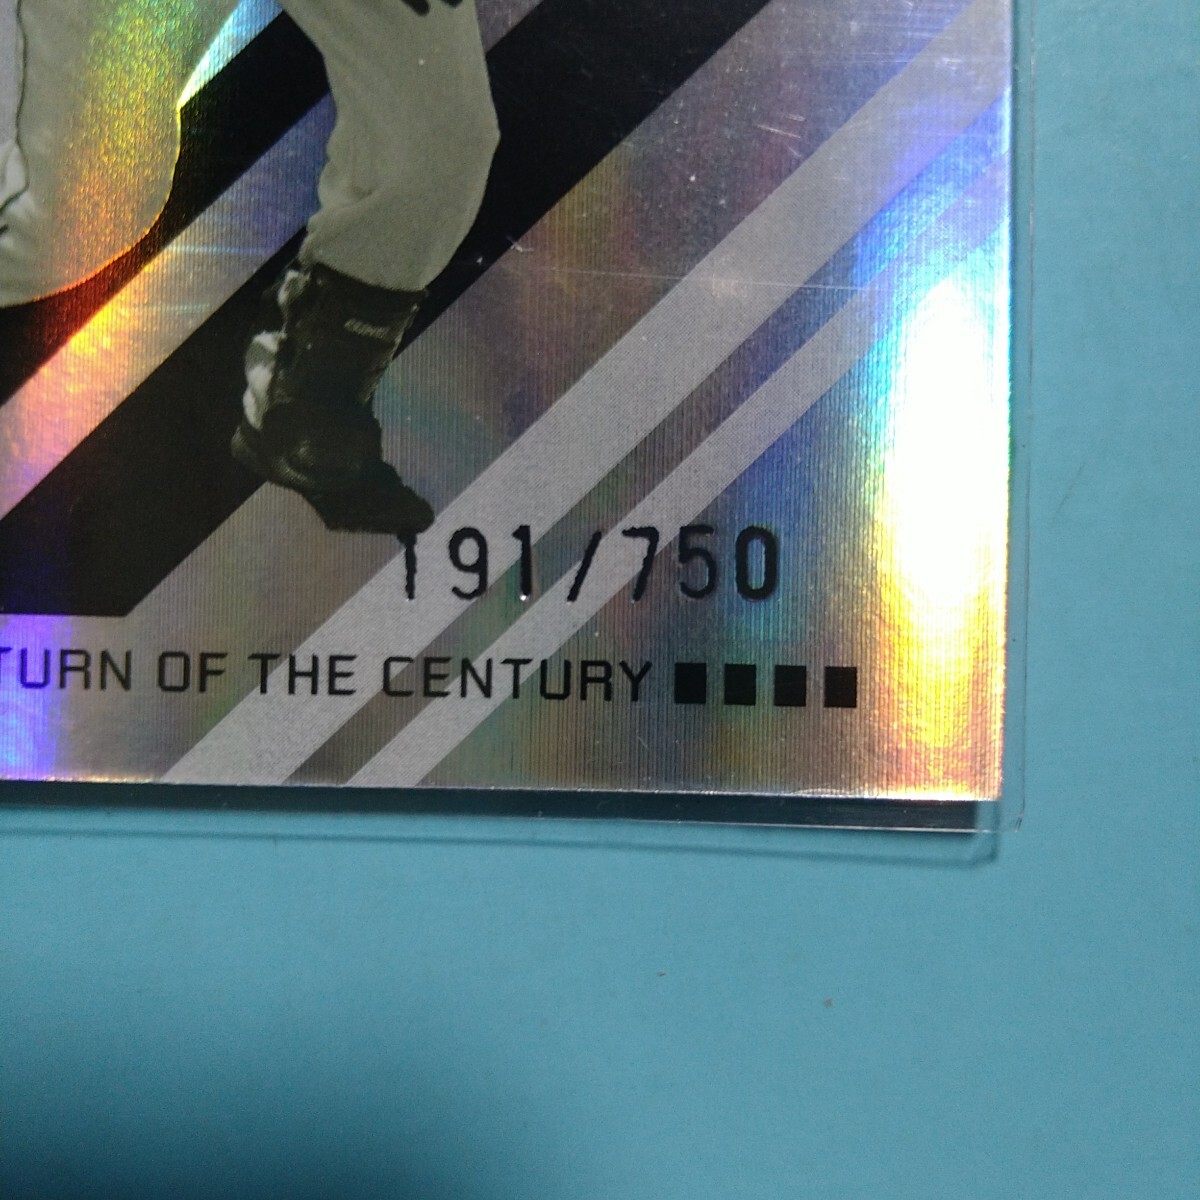 191/750
TURN OF THE CENTURY